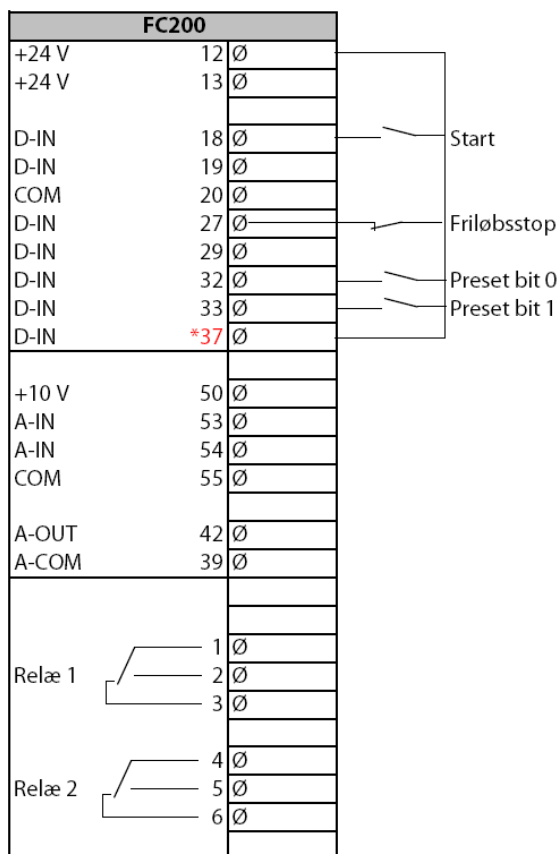 FC200
+24 V 12 Ø
+24 V 13 Ø
D-IN 18 Ø Start
D-IN 19 Ø
COM 20 Ø
D-IN 27 Ø Friløbsstop
D-IN 29 Ø
D-IN 32 Ø Preset bit 0
D-IN 33 Ø Preset bit 1
D-IN *37 Ø
+10 V 50 Ø
A-IN 53 Ø
A-IN 54 Ø
COM 55 Ø
A-OUT 42 Ø
A-COM 39 Ø
1 Ø
Relæ 1 2 Ø
3 Ø
4 Ø
Relæ 2 5 Ø
6 Ø